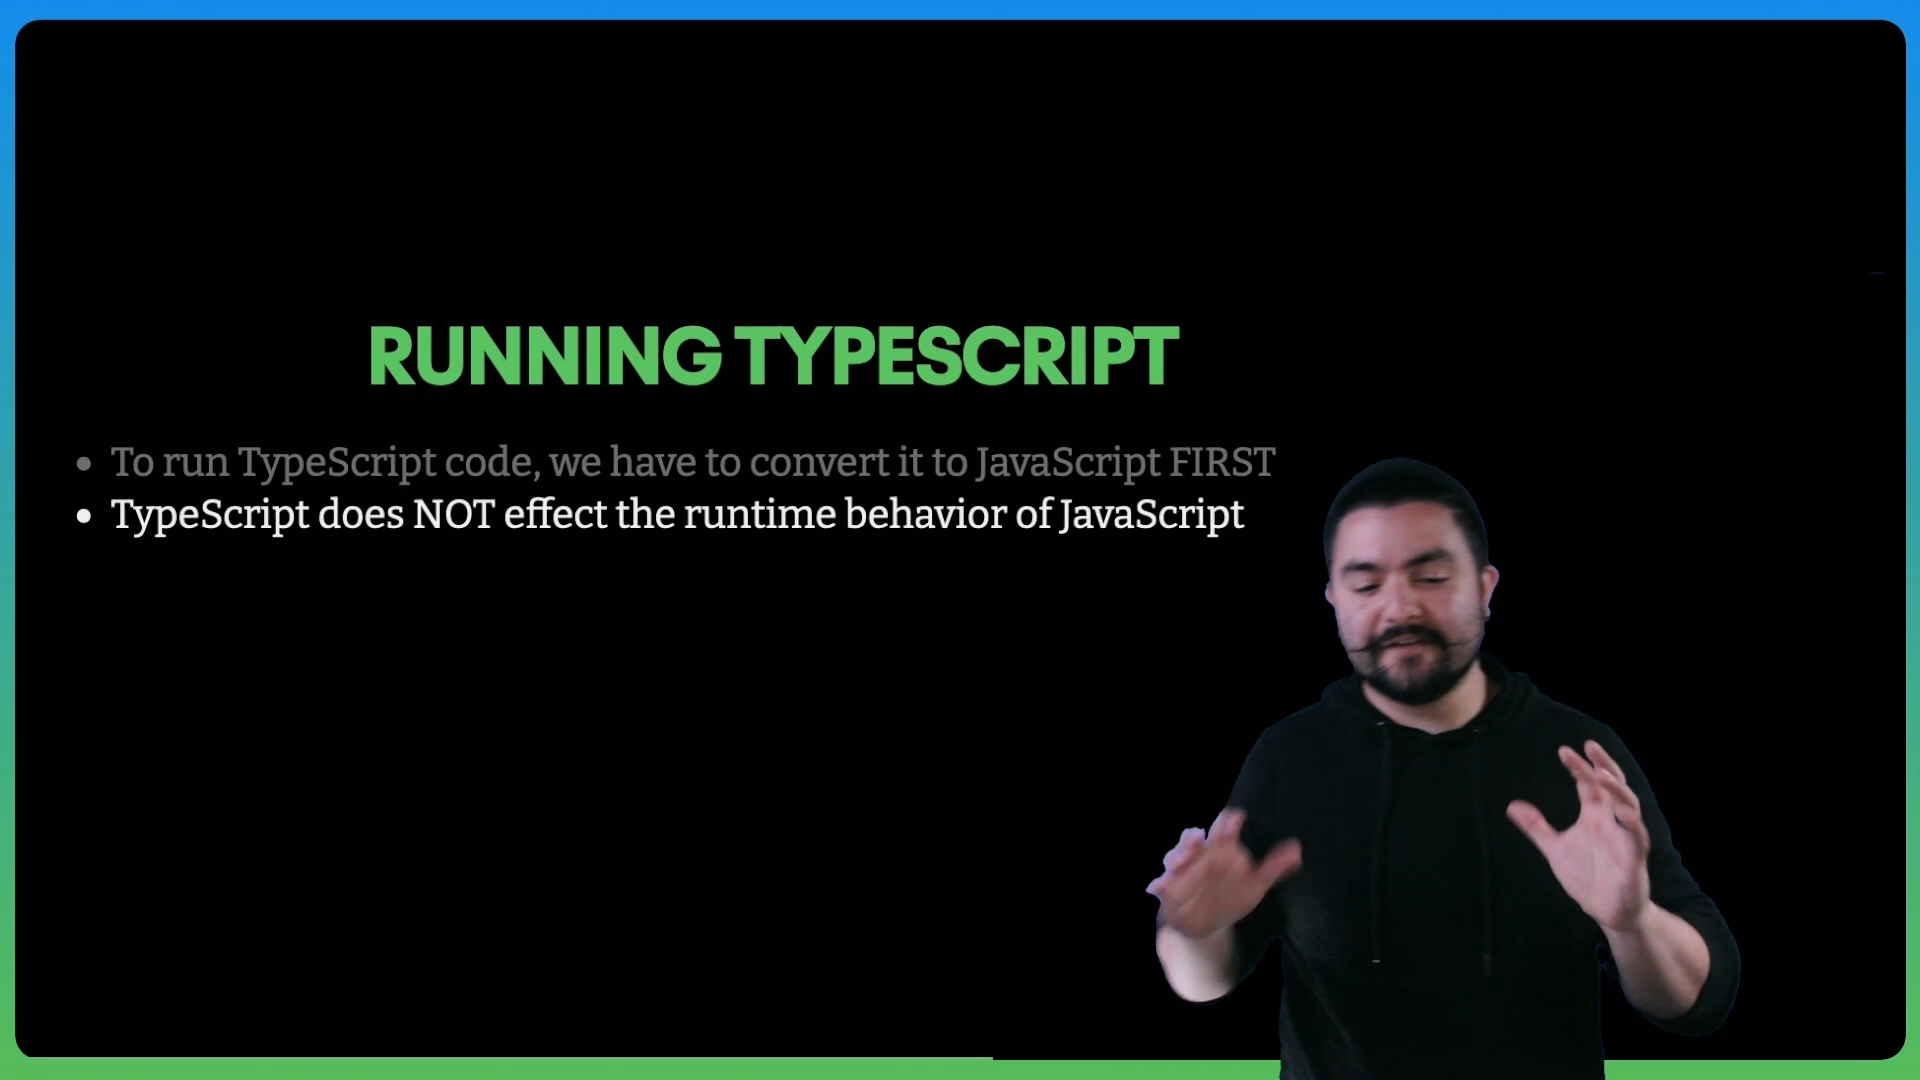 RUNNING TYPESCRIPT
• To run TypeScript code, we have to convert it to JavaScript FIRST
• TypeScript does NOT effect the runtime behavior of JavaScript